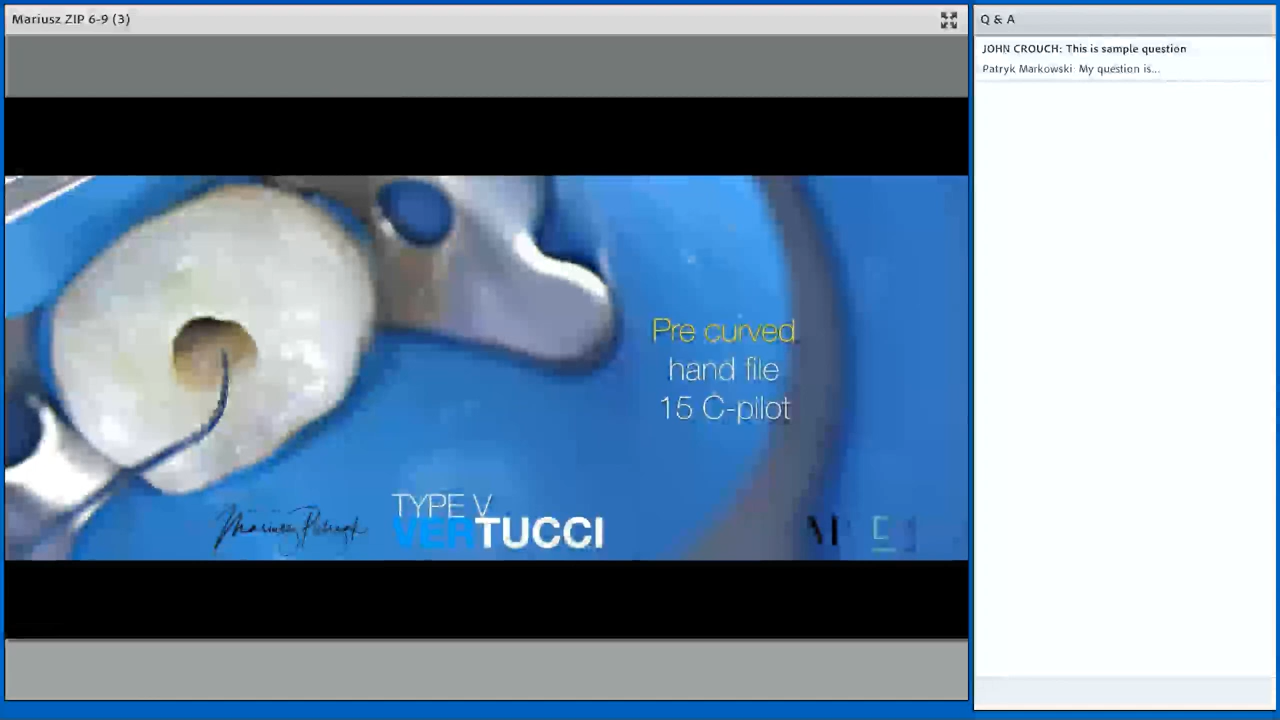 Mariusz ZIP 6-9 (3)
Q & A
JOHN CROUCH: This is sample question
Patryk Markowski: My question is...
Pre curved
hand file
15 C-pilot
TYPE V
VERTUCCI